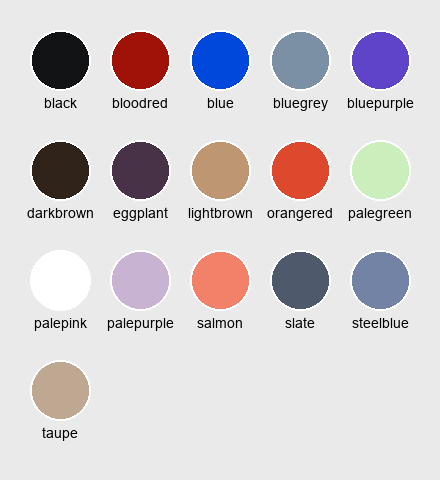 black bloodred blue bluegrey bluepurple
darkbrown eggplant lightbrown orangered palegreen
palepink palepurple salmon slate steelblue
taupe